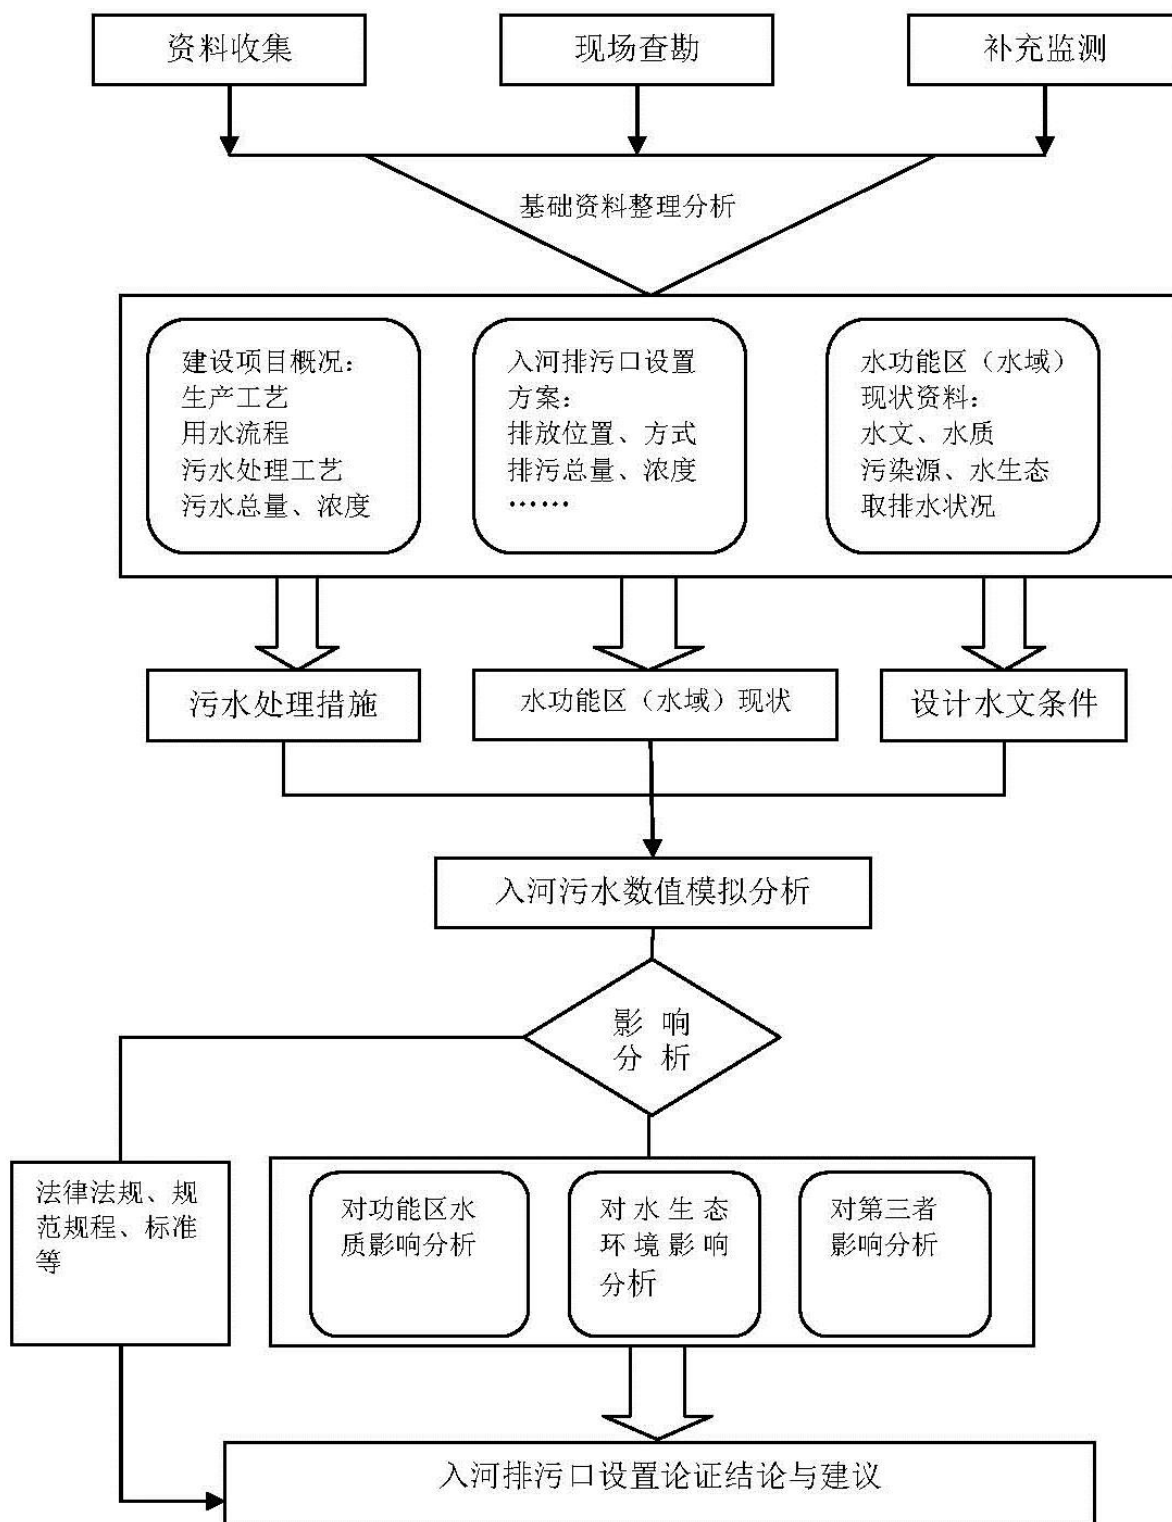 资料收集
现场查勘
补充监测
基础资料整理分析
建设项目概况：
生产工艺
用水流程
污水处理工艺
污水总量、浓度
入河排污口设置
方案：
排放位置、方式
排污总量、浓度
……
水功能区（水域）
现状资料：
水文、水质
污染源、水生态
取排水状况
污水处理措施
水功能区（水域）现状
设计水文条件
入河污水数值模拟分析
影 响
分 析
法律法规、规
范规程、标准
等
对功能区水
质影响分析
对水生态
环境影响
分析
对第三者
影响分析
入河排污口设置论证结论与建议